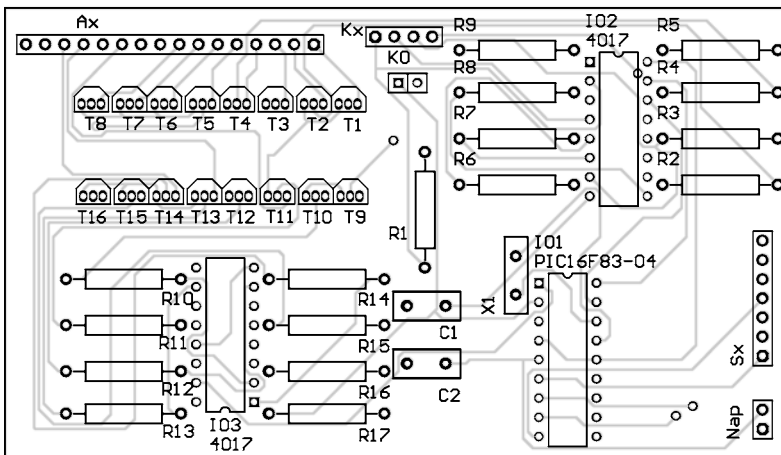 Ax
Kx
K0
R9
IO2
4017
R5
R8
R4
R7
R3
R6
R2
T8 T7 T6 T5 T4 T3 T2 T1
T16 T15 T14 T13 T12 T11 T10 T9
R1
IO1
PIC16F83-04
X1
R10
R14
C1
R11
R15
Sx
R12
R16
C2
R13
IO3
4017
R17
Nap